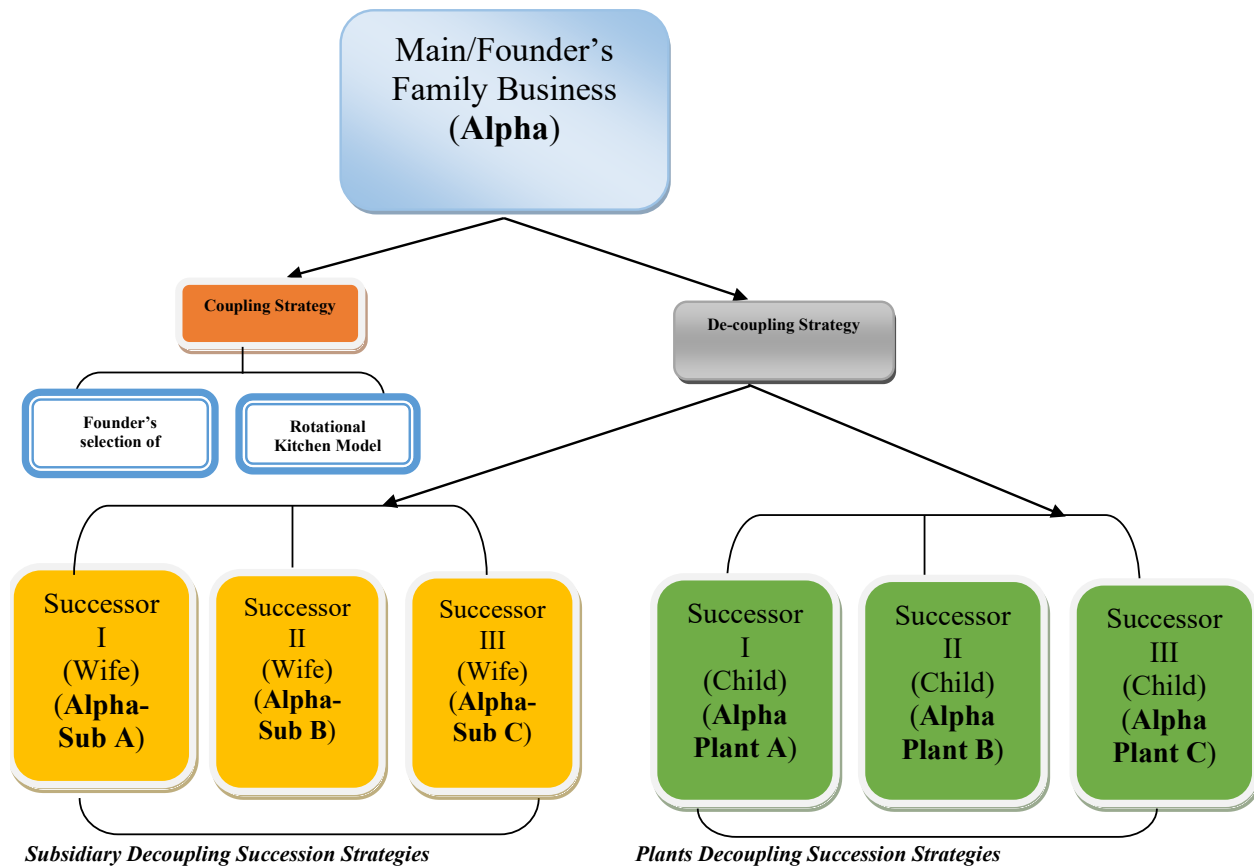 Main/Founder’s
Family Business
(Alpha)
Coupling Strategy
De-coupling Strategy
Founder’s
selection of
Rotational
Kitchen Model
Successor
I
(Wife)
(Alpha-
Sub A)
Successor
II
(Wife)
(Alpha-
Sub B)
Successor
III
(Wife)
(Alpha-
Sub C)
Successor
I
(Child)
(Alpha
Plant A)
Successor
II
(Child)
(Alpha
Plant B)
Successor
III
(Child)
(Alpha
Plant C)
Subsidiary Decoupling Succession Strategies
Plants Decoupling Succession Strategies